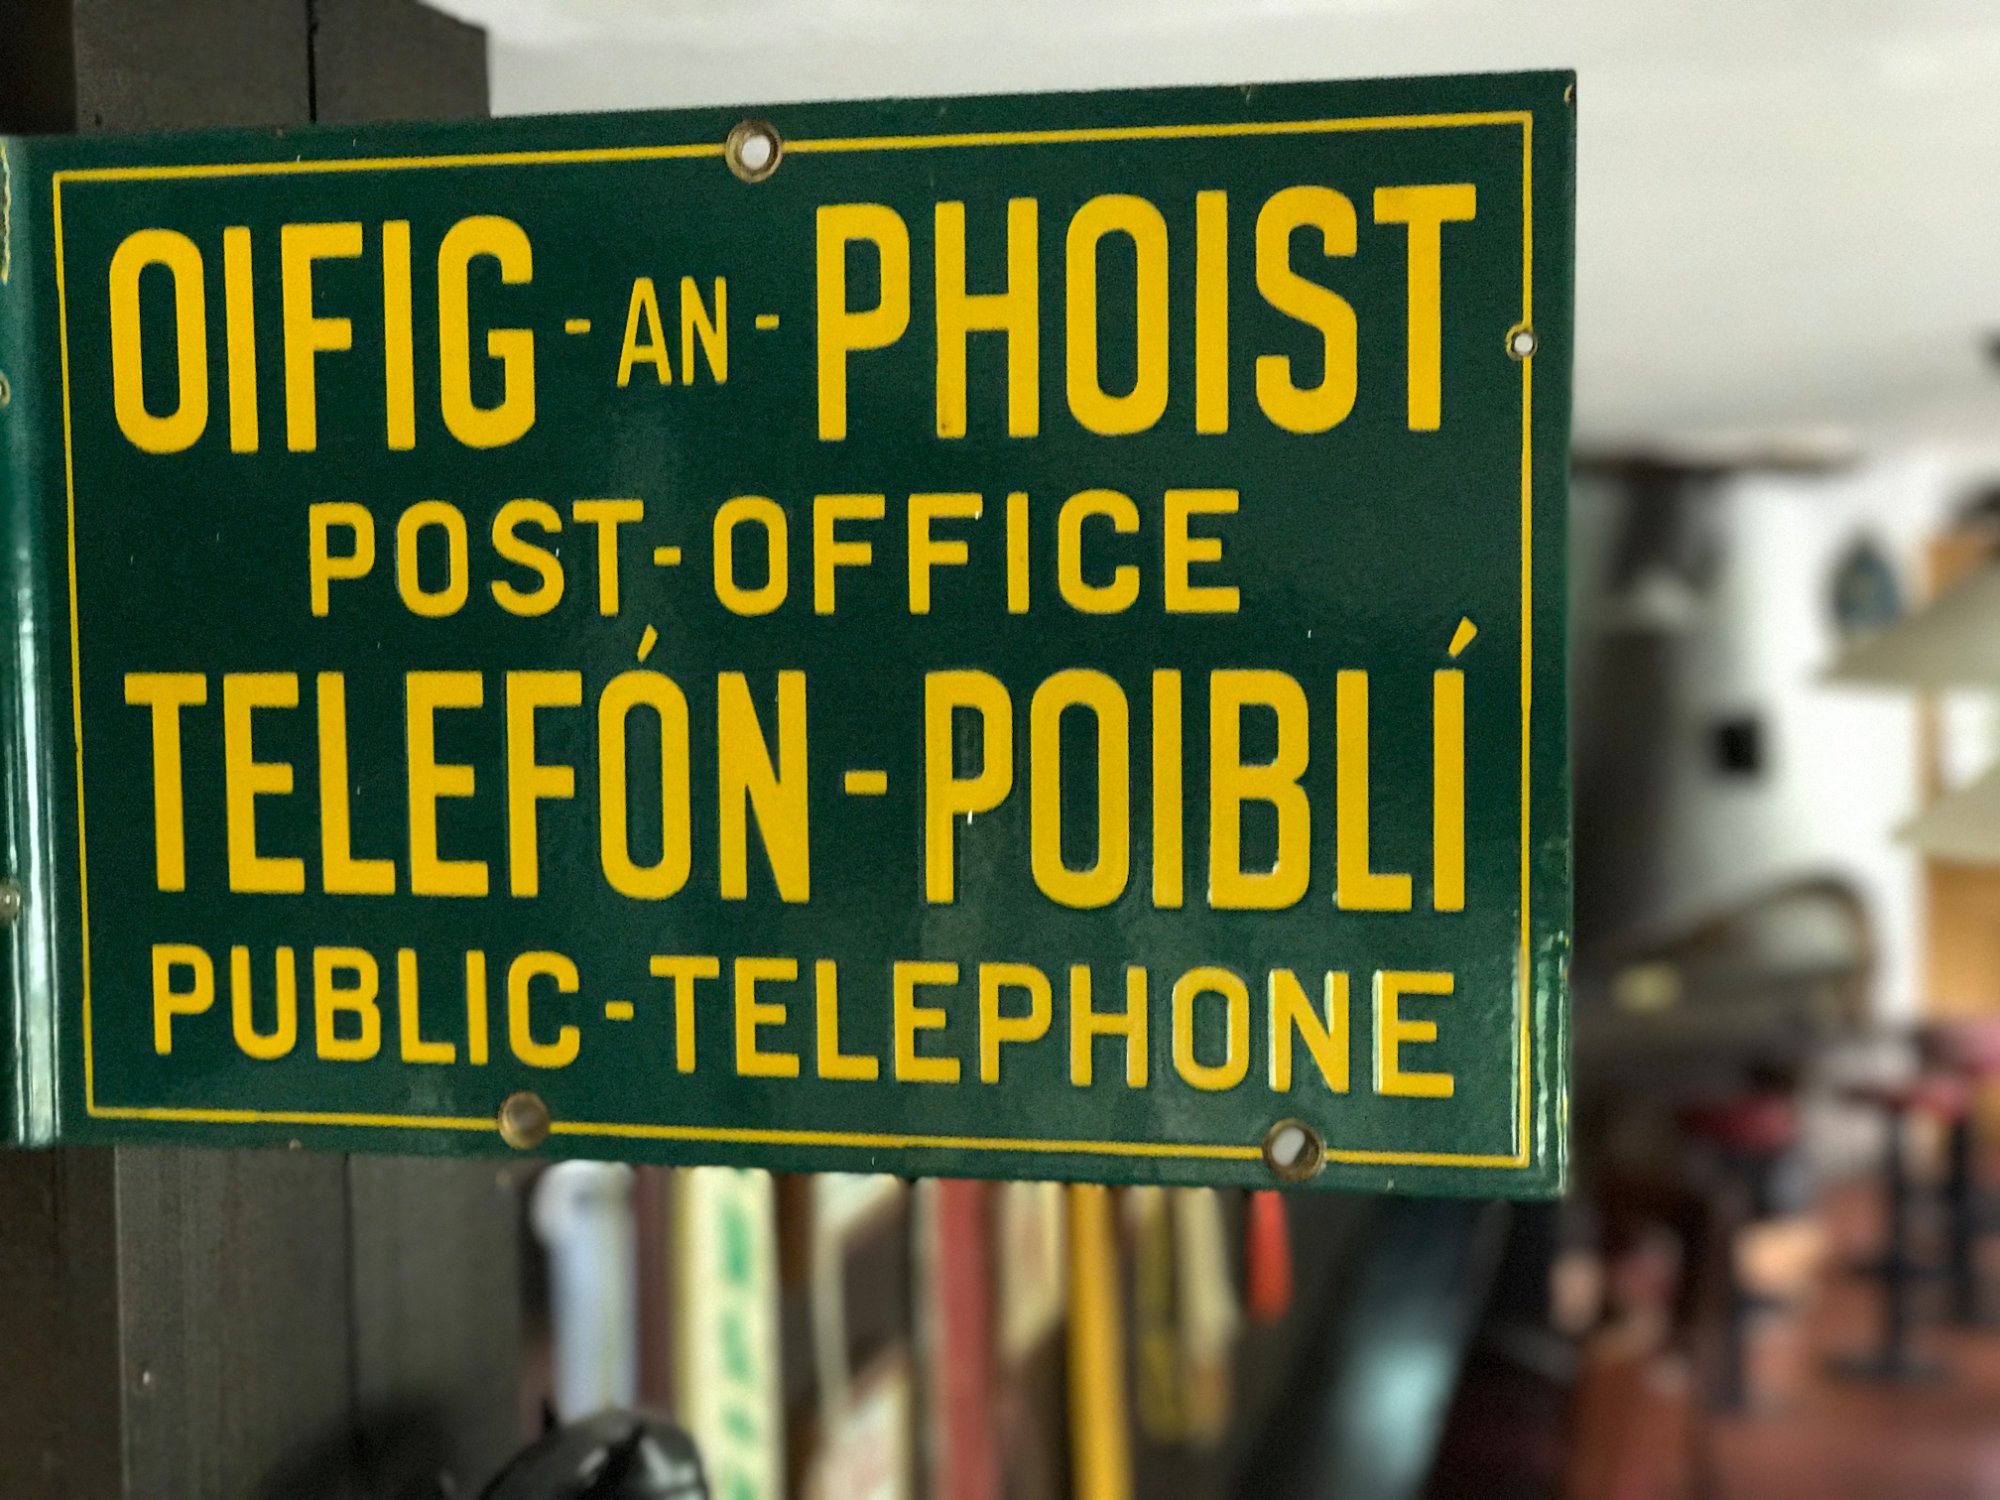 OIFIG-AN-PHOIST
POST-OFFICE
TELEFÓN-POIBLÍ
PUBLIC-TELEPHONE